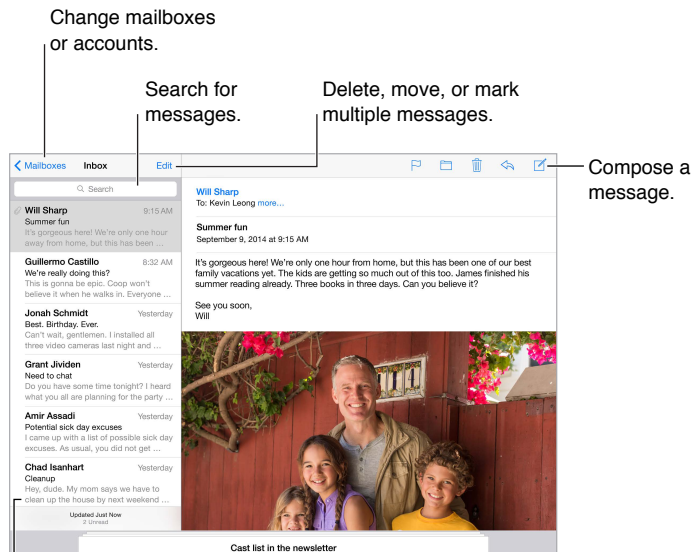 Change mailboxes
or accounts.
Search for
messages.
Delete, move, or mark
multiple messages.
Compose a
message.
Mailboxes Inbox Edit
Search
Will Sharp 9:15 AM
Summer fun
It's gorgeous here! We're only one hour
away from home, but this has been ...
Guillermo Castillo 8:32 AM
We're really doing this?
This is gonna be epic. Coop won't
believe it when he walks in. Everyone ...
Jonah Schmidt Yesterday
Best. Birthday. Ever.
Can't wait, gentlemen. I installed all
three video cameras last night and ...
Grant Jividen Yesterday
Need to chat
Do you have some time tonight? I heard
what you all are planning for the party ...
Amir Assadi Yesterday
Potential sick day excuses
I came up with a list of possible sick day
excuses. As usual, you did not get ...
Chad Isanhart Yesterday
Cleanup
Hey, dude. My mom says we have to
clean up the house by next weekend ...
Updated Just Now
2 Unread
Will Sharp
To: Kevin Leong more...
Summer fun
September 9, 2014 at 9:15 AM
It's gorgeous here! We're only one hour from home, but this has been one of our best
family vacations yet. The kids are getting so much out of this too. James finished his
summer reading already. Three books in three days. Can you believe it?
See you soon,
Will
Cast list in the newsletter